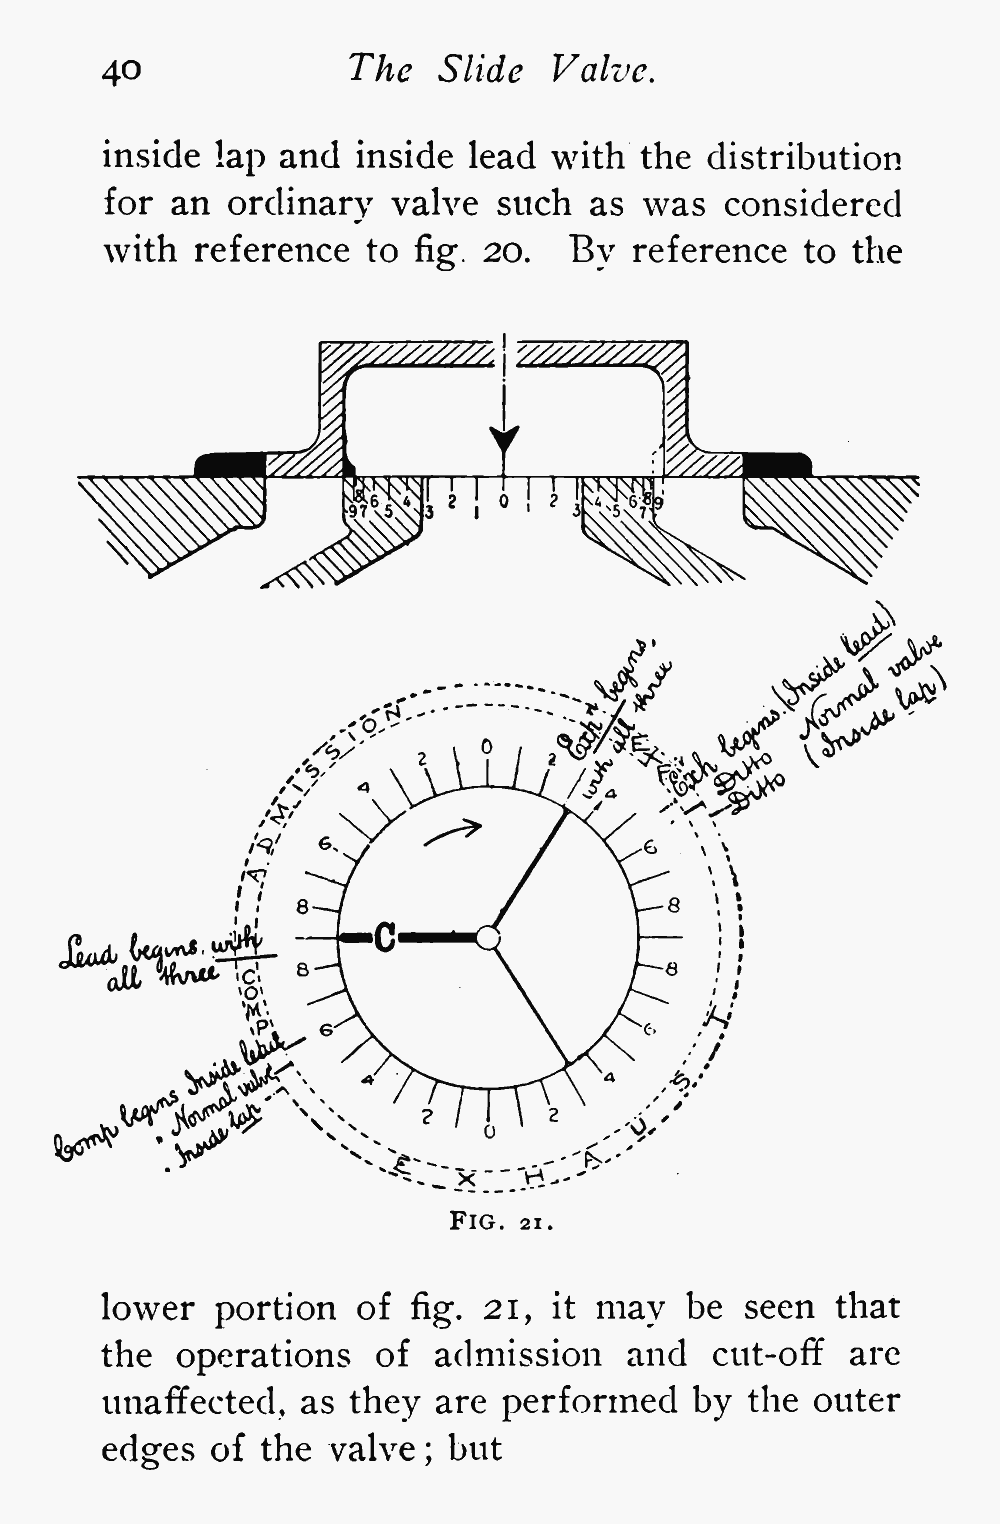 40
The Slide Valve.
inside lap and inside lead with the distribution
for an ordinary valve such as was considered
with reference to fig. 20. By reference to the
9 8 7 6 5 4 3 2 1 0 1 2 3 4 5 6 7 8 9
Exp n begins,
with all three
Exh begins. (Inside lead)
Ditto Normal valve
Ditto (Inside lap)
ADMISSION
EXP
0
2 2
4 4
6 6
8 8
C
Lead begins, with
all three
8 8
COMP
6 6
4 4
2 2
0
Comp begins Inside lead
" Normal valve
" Inside lap
EXHAUST
FIG. 21.
lower portion of fig. 21, it may be seen that
the operations of admission and cut-off are
unaffected, as they are performed by the outer
edges of the valve; but